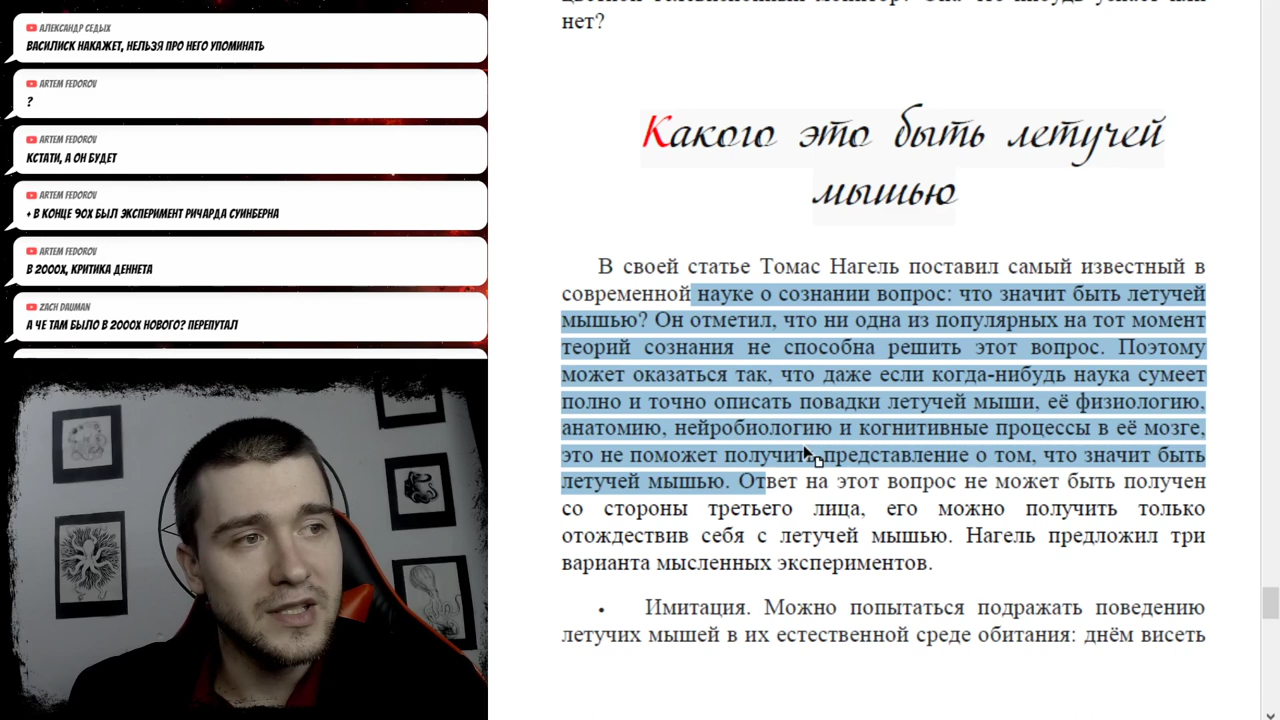 АЛЕКСАНДР СЕДЫХ
ВАСИЛИСК НАКАЖЕТ, НЕЛЬЗЯ ПРО НЕГО УПОМИНАТЬ
ARTEM FEDOROV
?
ARTEM FEDOROV
КСТАТИ, А ОН БУДЕТ
ARTEM FEDOROV
+ В КОНЦЕ 90Х БЫЛ ЭКСПЕРИМЕНТ РИЧАРДА СУИНБЕРНА
ARTEM FEDOROV
В 2000Х, КРИТИКА ДЕННЕТА
ZACH DAUMAN
А ЧЕ ТАМ БЫЛО В 2000Х НОВОГО? ПЕРЕПУТАЛ
нет?
Какого это быть летучей
мышью
В своей статье Томас Нагель поставил самый известный в
современной науке о сознании вопрос: что значит быть летучей
мышью? Он отметил, что ни одна из популярных на тот момент
теорий сознания не способна решить этот вопрос. Поэтому
может оказаться так, что даже если когда-нибудь наука сумеет
полно и точно описать повадки летучей мыши, её физиологию,
анатомию, нейробиологию и когнитивные процессы в её мозге,
это не поможет получить представление о том, что значит быть
летучей мышью. Ответ на этот вопрос не может быть получен
со стороны третьего лица, его можно получить только
отождествив себя с летучей мышью. Нагель предложил три
варианта мысленных экспериментов.
• Имитация. Можно попытаться подражать поведению
летучих мышей в их естественной среде обитания: днём висеть